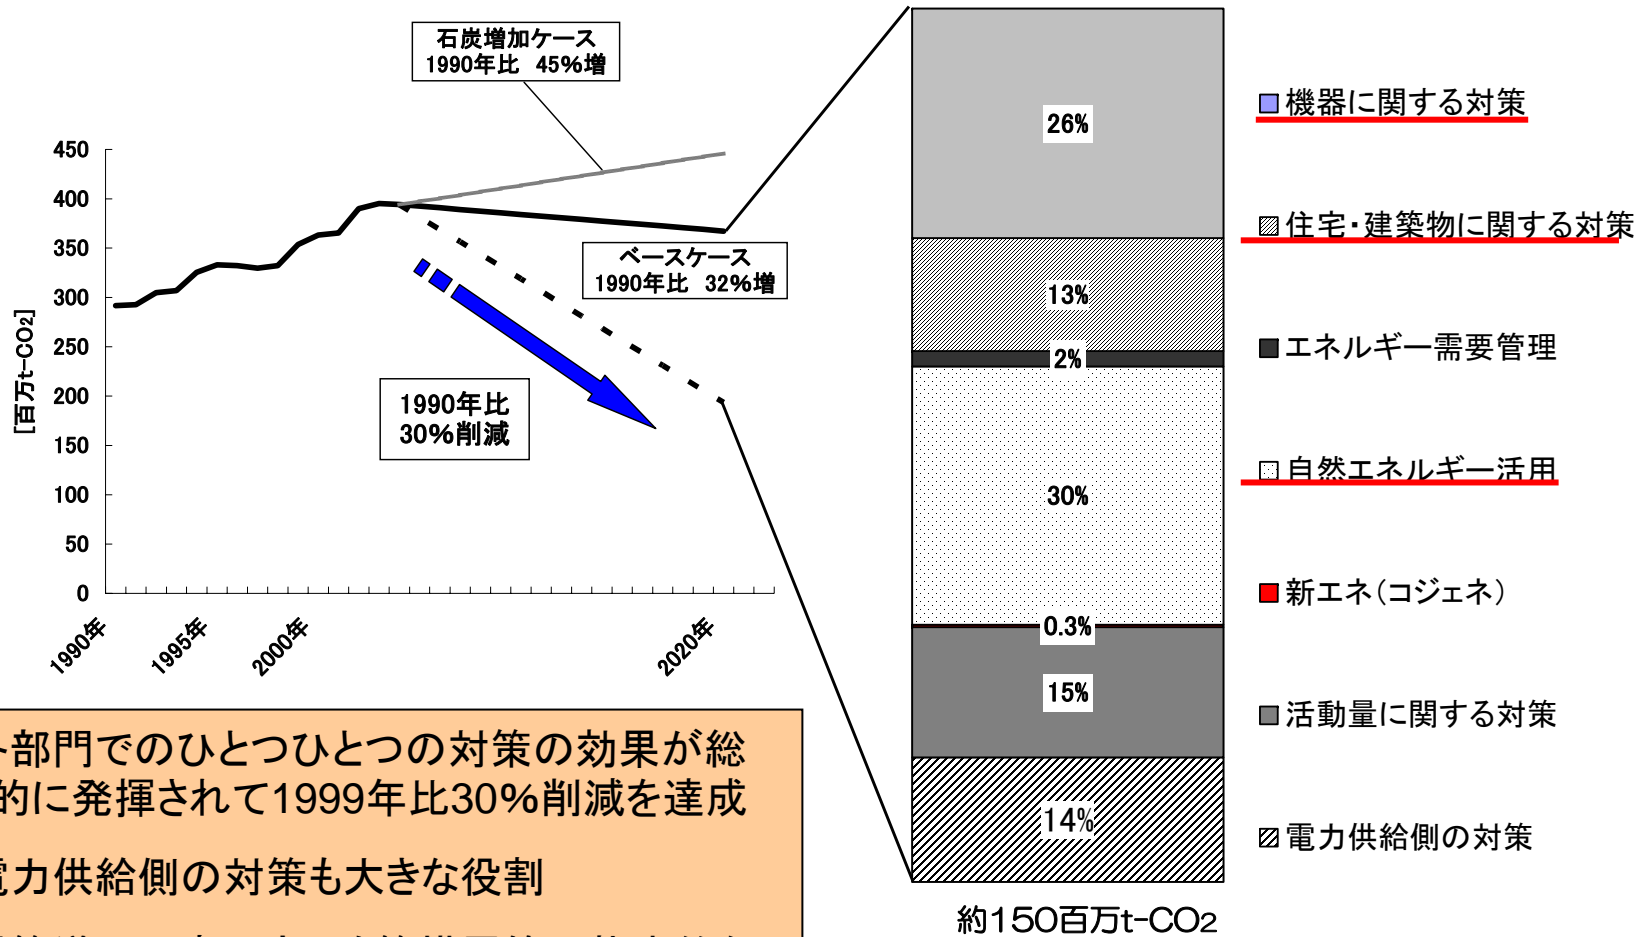 石炭増加ケース
1990年比 45%増
450
400
350
300
250
200
150
100
50
0
[百万t-CO2]
1990年
1995年
2000年
2020年
ベースケース
1990年比 32%増
1990年比
30%削減
26%
13%
2%
30%
0.3%
15%
14%
約150百万t-CO2
機器に関する対策
住宅・建築物に関する対策
エネルギー需要管理
自然エネルギー活用
新エネ(コジェネ)
活動量に関する対策
電力供給側の対策
部門でのひとつひとつの対策の効果が総
的に発揮されて1999年比30%削減を達成
電力供給側の対策も大きな役割